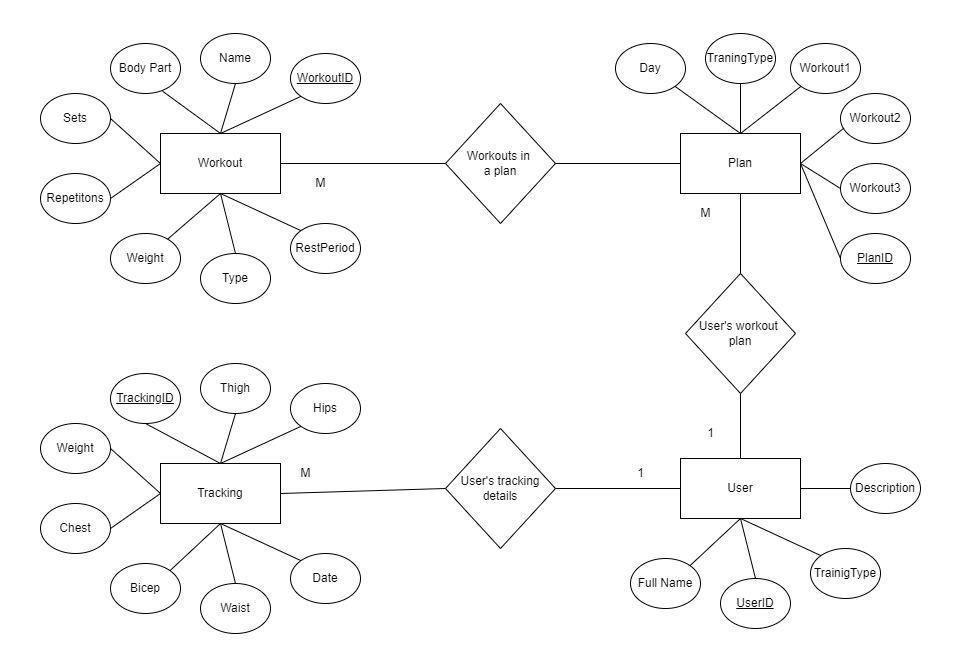 Name
Body Part
WorkoutID
Sets
Workout
Repetitons
Weight
Type
RestPeriod
M
Workouts in
a plan
Day
TraningType
Workout1
Workout2
Plan
Workout3
M
PlanID
User's workout
plan
1
TrackingID
Thigh
Hips
Weight
Tracking
Chest
Bicep
Waist
Date
M
User's tracking
details
1
User
Description
Full Name
UserID
TrainigType